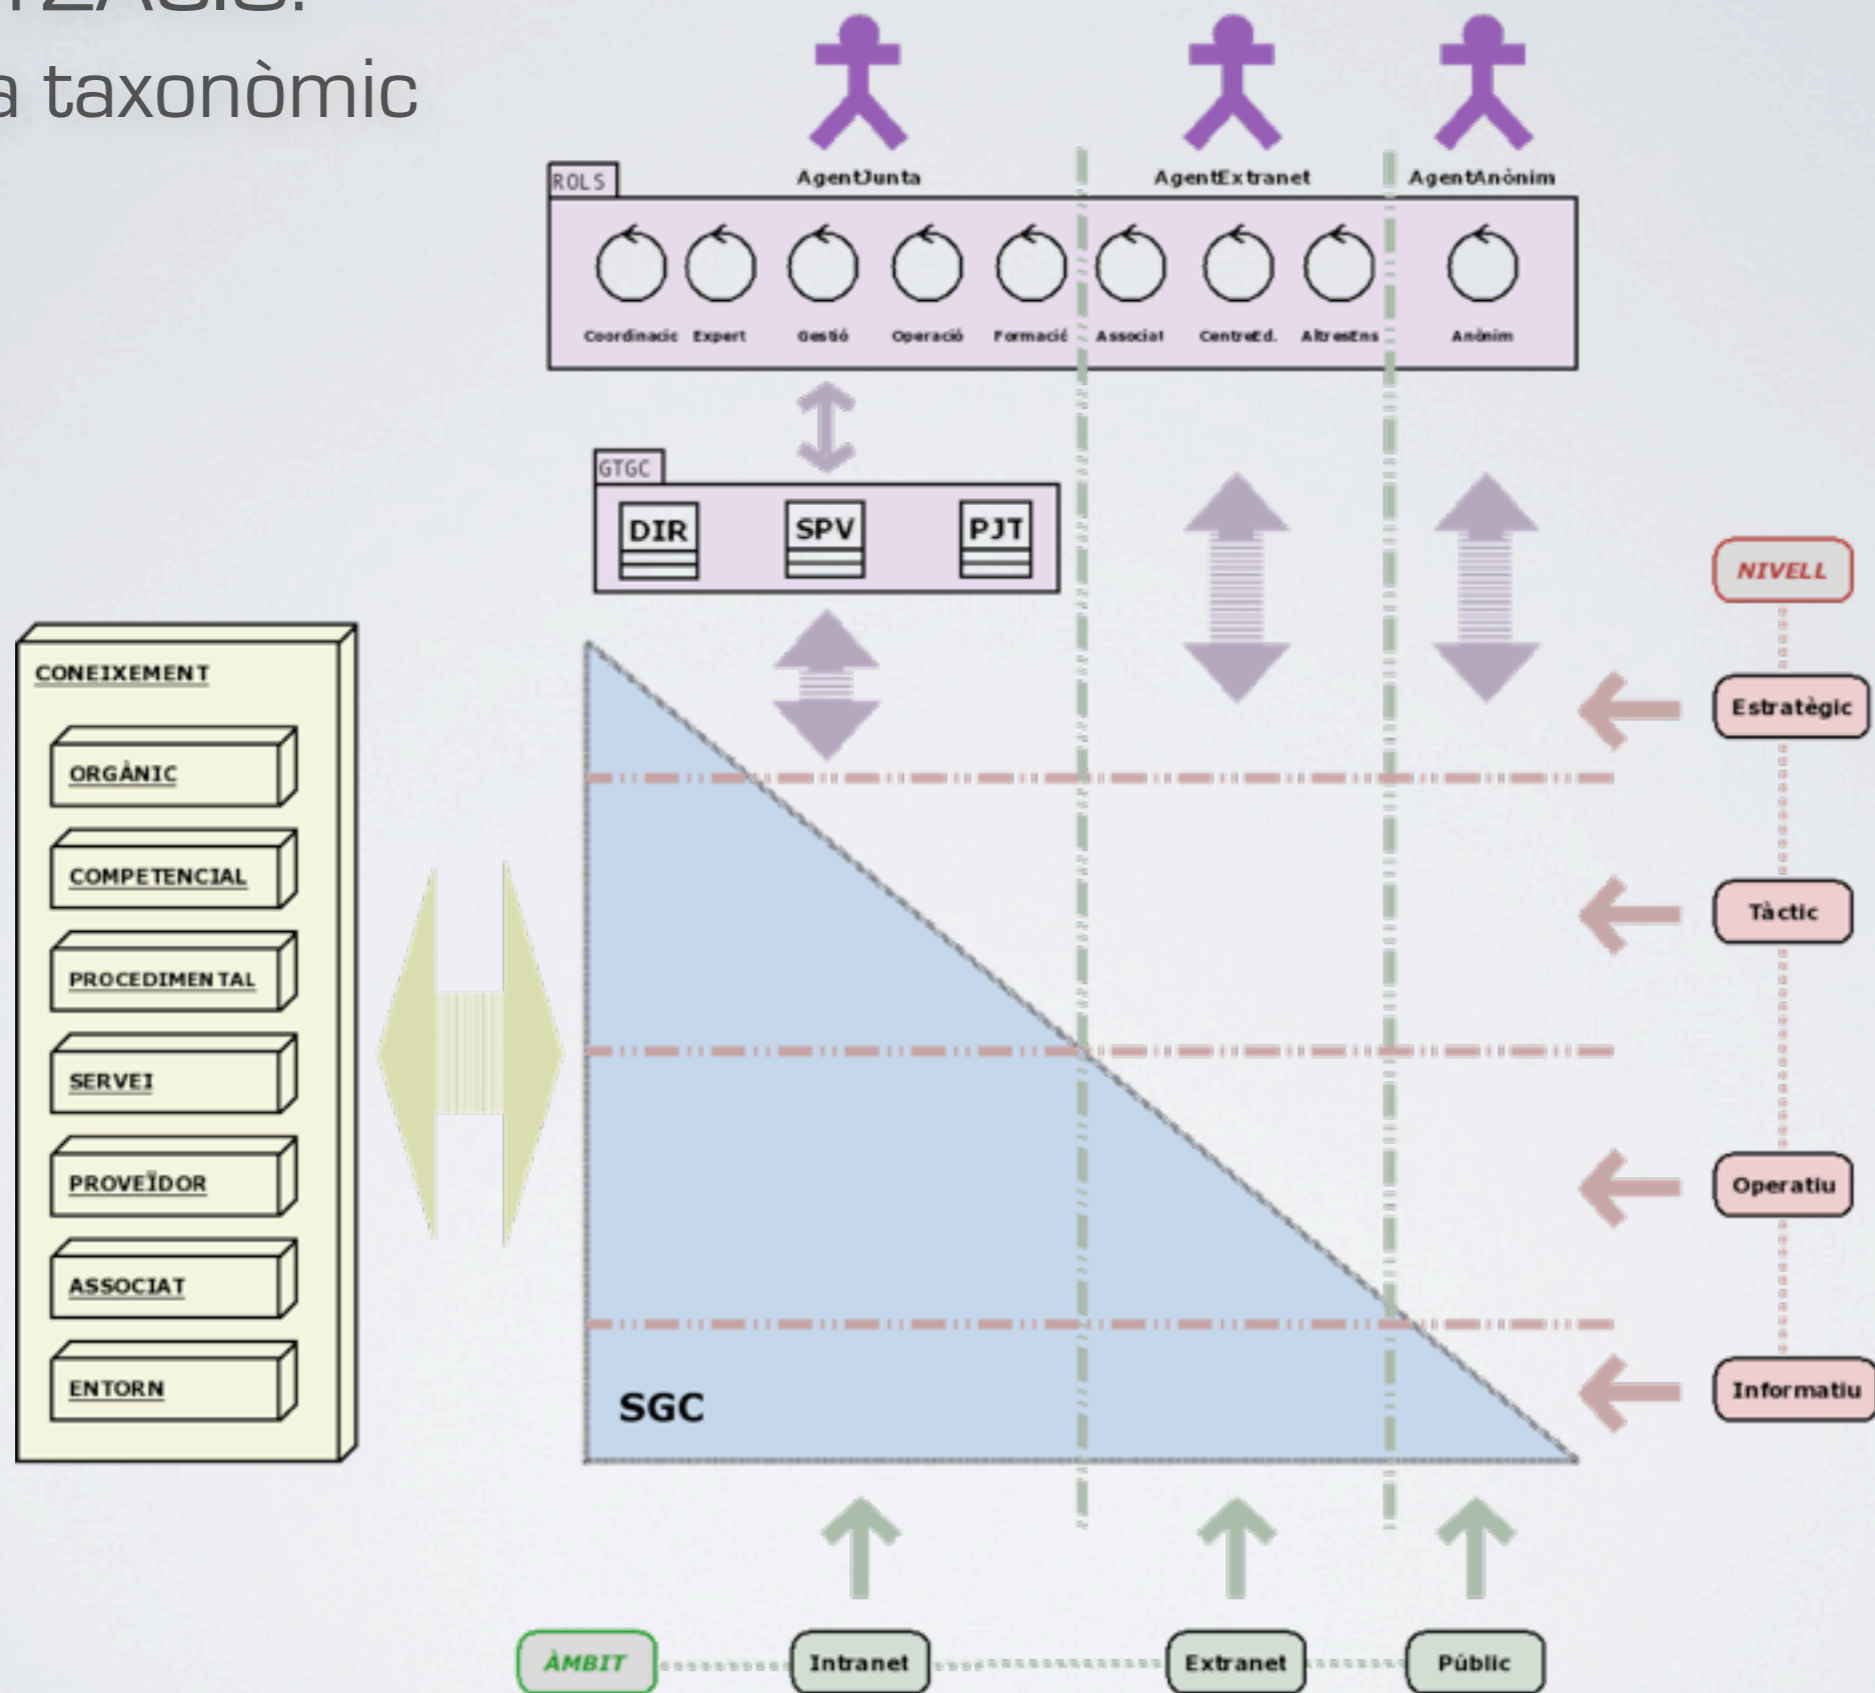 a taxonòmic
AgentJunta
AgentExtranet
AgentAnònim
ROLS
Coordinacio
Expert
Gestió
Operació
Formació
Associat
CentreEd.
AltresEns
Anònim
GTGC
DIR
SPV
PJT
NIVELL
Estratègic
Tàctic
Operatiu
Informatiu
CONEIXEMENT
ORGÀNIC
COMPETENCIAL
PROCEDIMENTAL
SERVEI
PROVEÏDOR
ASSOCIAT
ENTORN
SGC
ÀMBIT
Intranet
Extranet
Públic